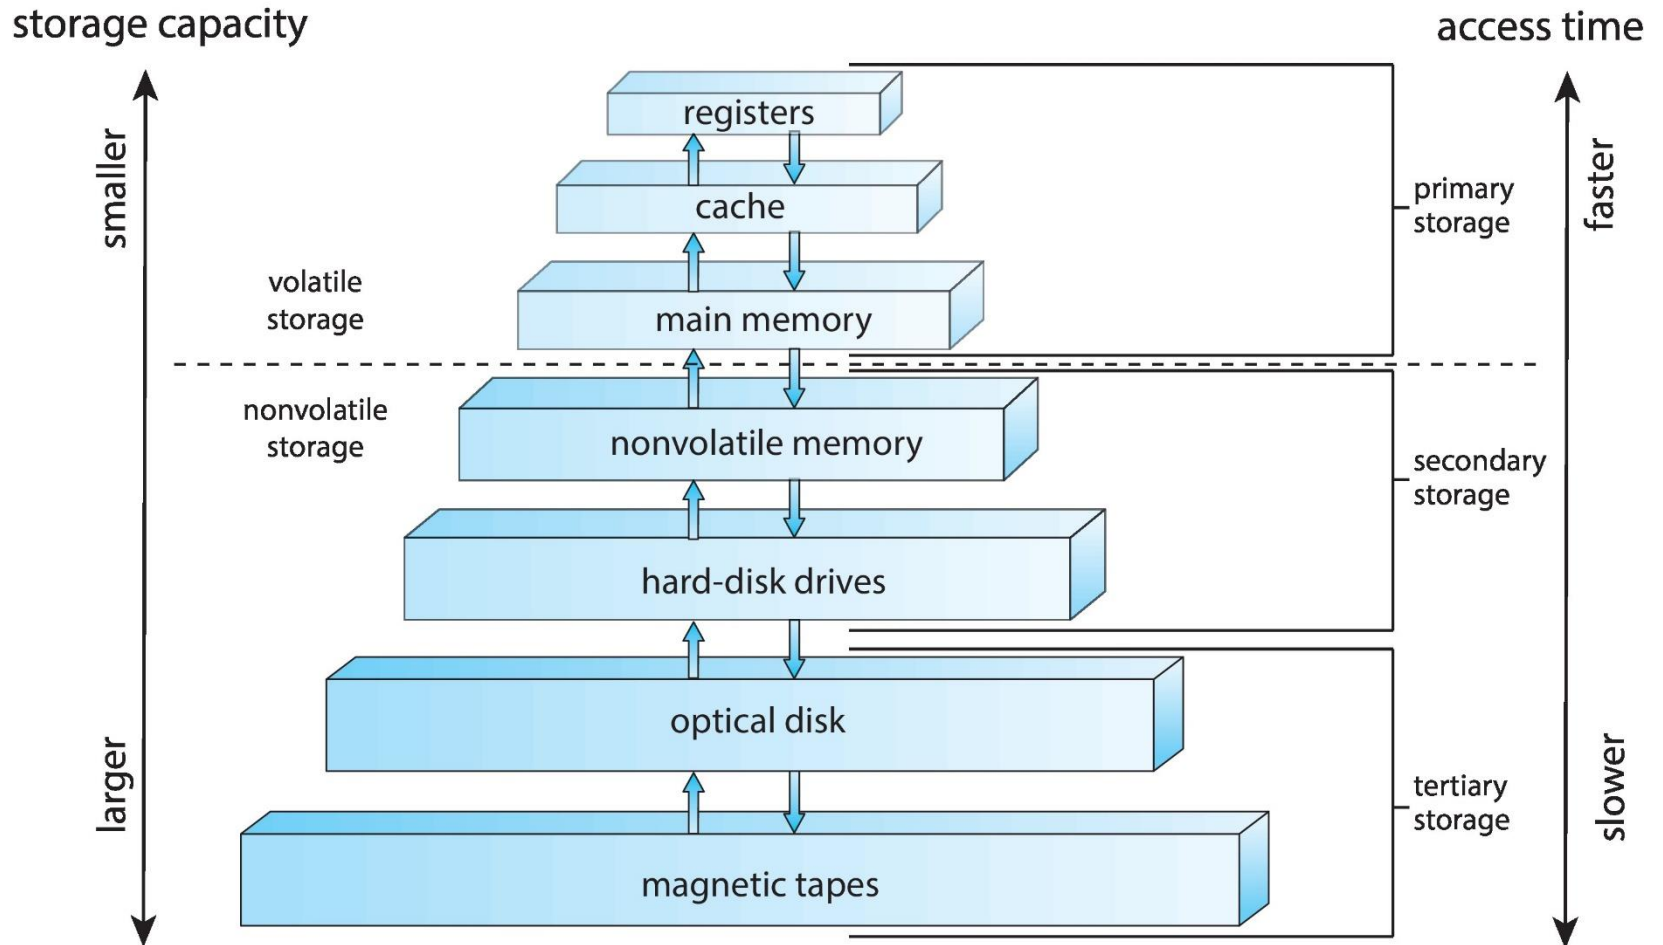 storage capacity
access time
smaller
larger
volatile
storage
nonvolatile
storage
registers
cache
main memory
nonvolatile memory
hard-disk drives
optical disk
magnetic tapes
primary
storage
secondary
storage
tertiary
storage
faster
slower